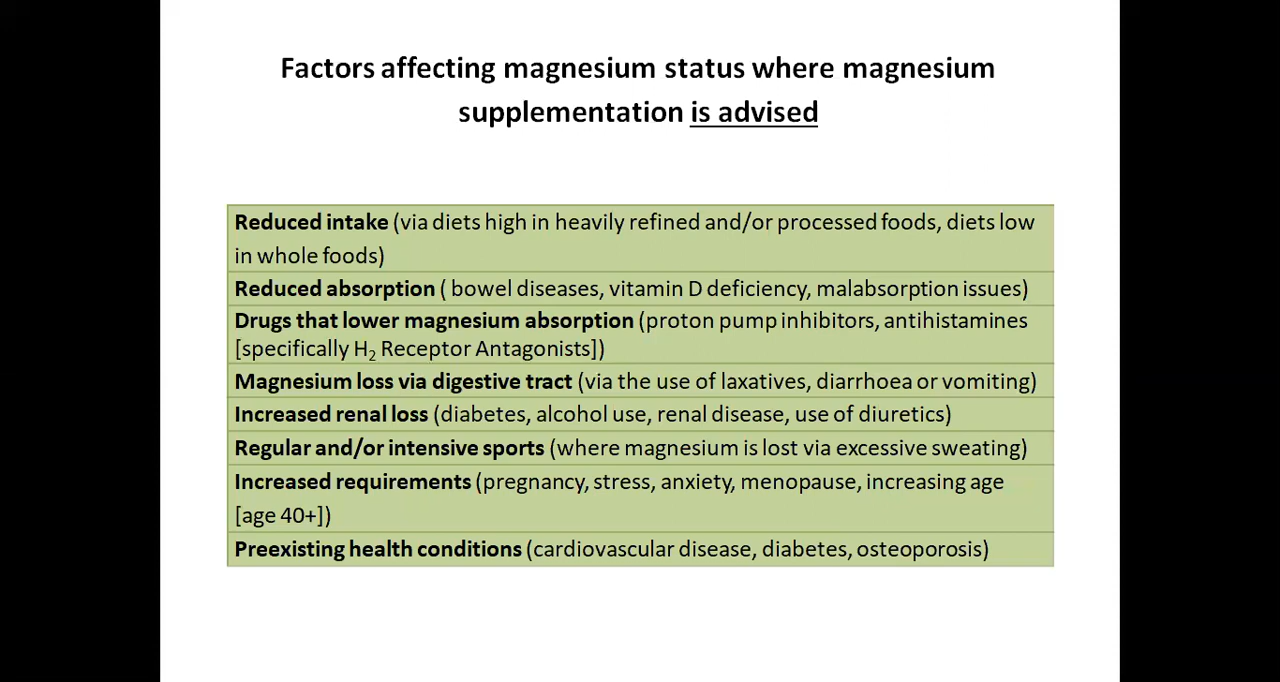 Factors affecting magnesium status where magnesium
supplementation is advised
Reduced intake (via diets high in heavily refined and/or processed foods, diets low
in whole foods)
Reduced absorption ( bowel diseases, vitamin D deficiency, malabsorption issues)
Drugs that lower magnesium absorption (proton pump inhibitors, antihistamines
[specifically H₂ Receptor Antagonists])
Magnesium loss via digestive tract (via the use of laxatives, diarrhoea or vomiting)
Increased renal loss (diabetes, alcohol use, renal disease, use of diuretics)
Regular and/or intensive sports (where magnesium is lost via excessive sweating)
Increased requirements (pregnancy, stress, anxiety, menopause, increasing age
[age 40+])
Preexisting health conditions (cardiovascular disease, diabetes, osteoporosis)